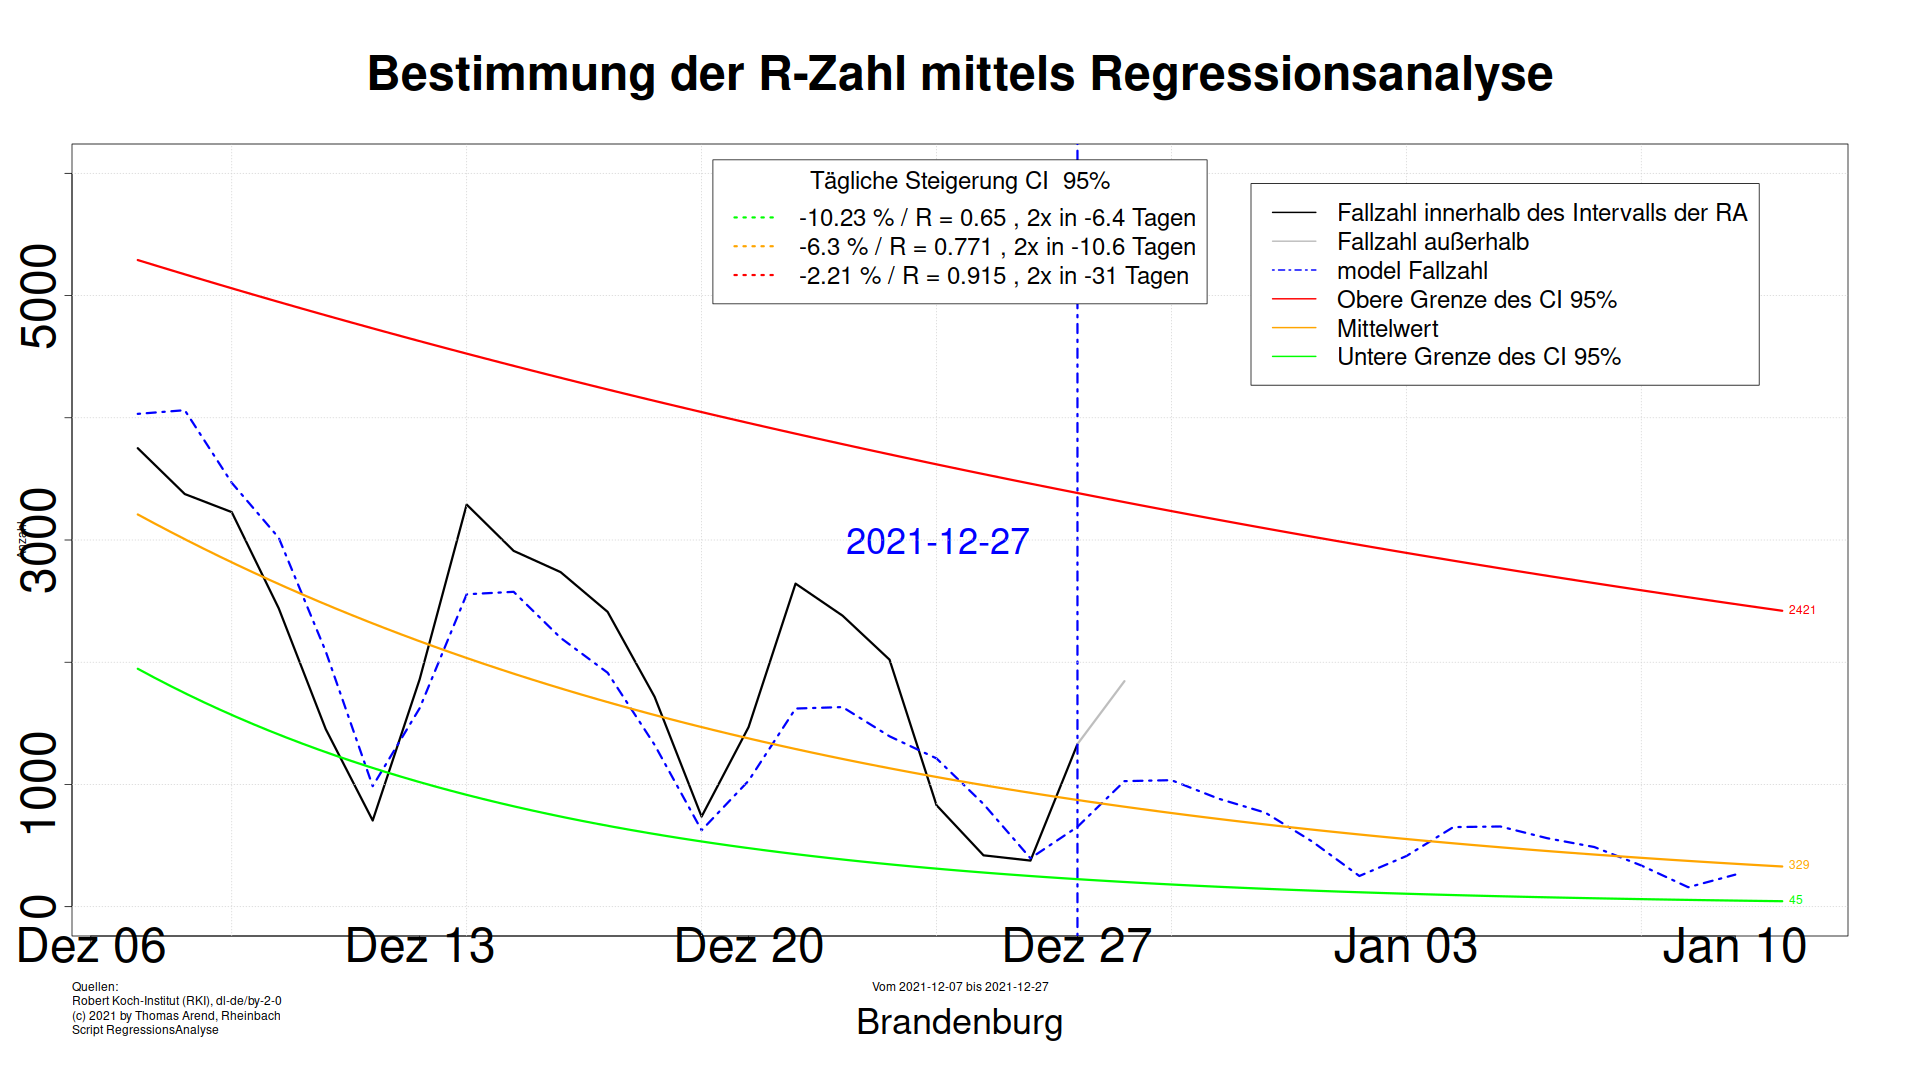 Bestimmung der R-Zahl mittels Regressionsanalyse
Tägliche Steigerung CI  95%
-10.23 % / R = 0.65 , 2x in -6.4 Tagen
-6.3 % / R = 0.771 , 2x in -10.6 Tagen
-2.21 % / R = 0.915 , 2x in -31 Tagen
Fallzahl innerhalb des Intervalls der RA
Fallzahl außerhalb
model Fallzahl
Obere Grenze des CI 95%
Mittelwert
Untere Grenze des CI 95%
5000
3000
1000
0
Anzahl
2021-12-27
2421
329
45
Dez 06
Dez 13
Dez 20
Dez 27
Jan 03
Jan 10
Quellen:
Robert Koch-Institut (RKI), dl-de/by-2-0
(c) 2021 by Thomas Arend, Rheinbach
Script RegressionsAnalyse
Vom 2021-12-07 bis 2021-12-27
Brandenburg